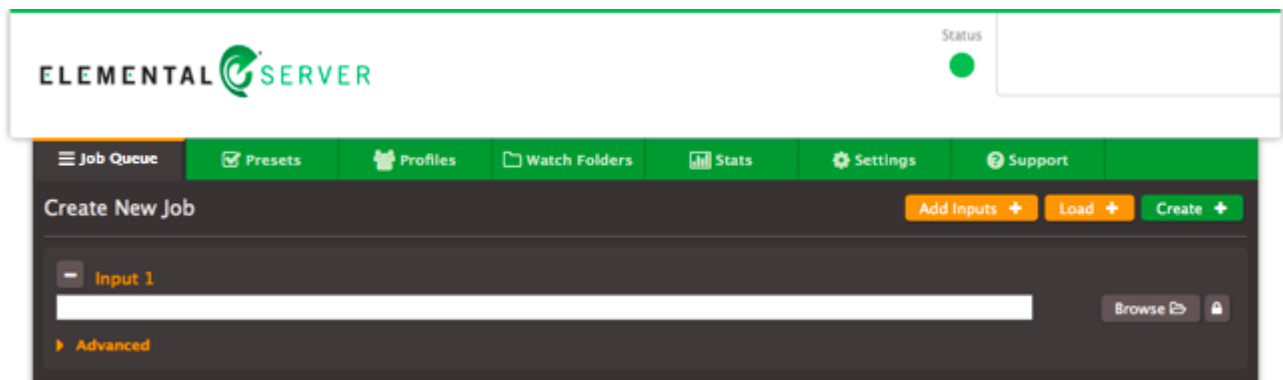 Status
ELEMENTAL SERVER
Job Queue Presets Profiles Watch Folders Stats Settings Support
Create New Job Add Inputs Load Create
Input 1
Browse
Advanced